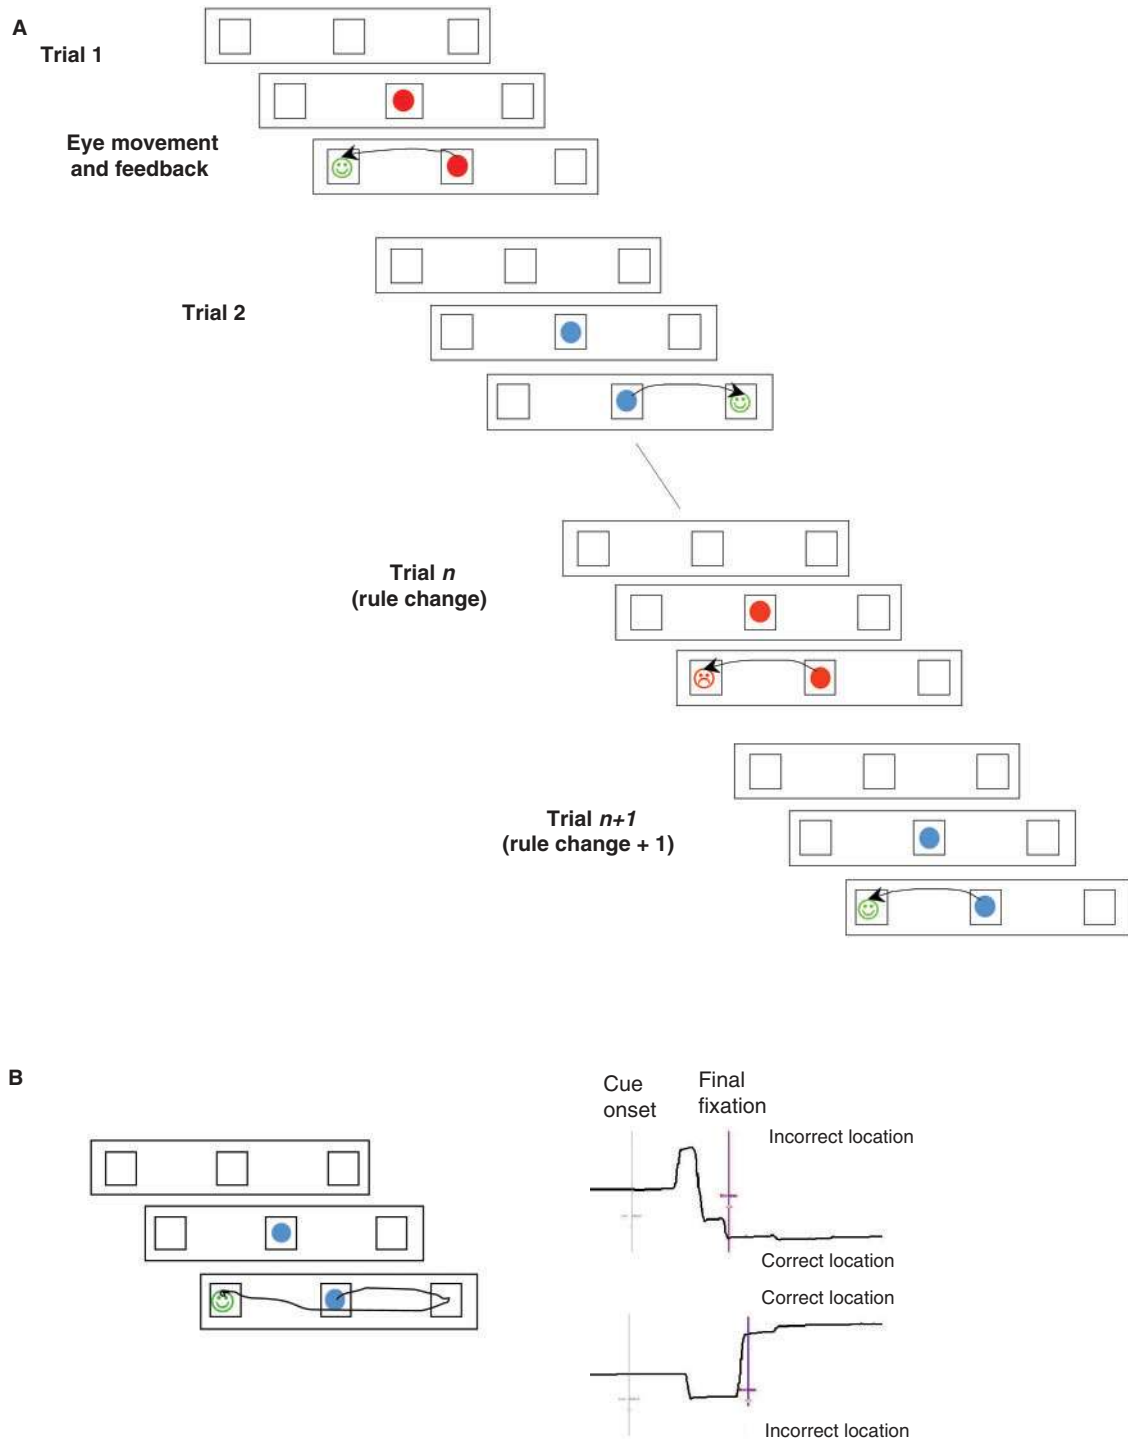 A
Trial 1
Eye movement
and feedback
Trial 2
Trial n
(rule change)
Trial n+1
(rule change + 1)
B
Cue
onset
Final
fixation
Incorrect location
Correct location
Correct location
Incorrect location